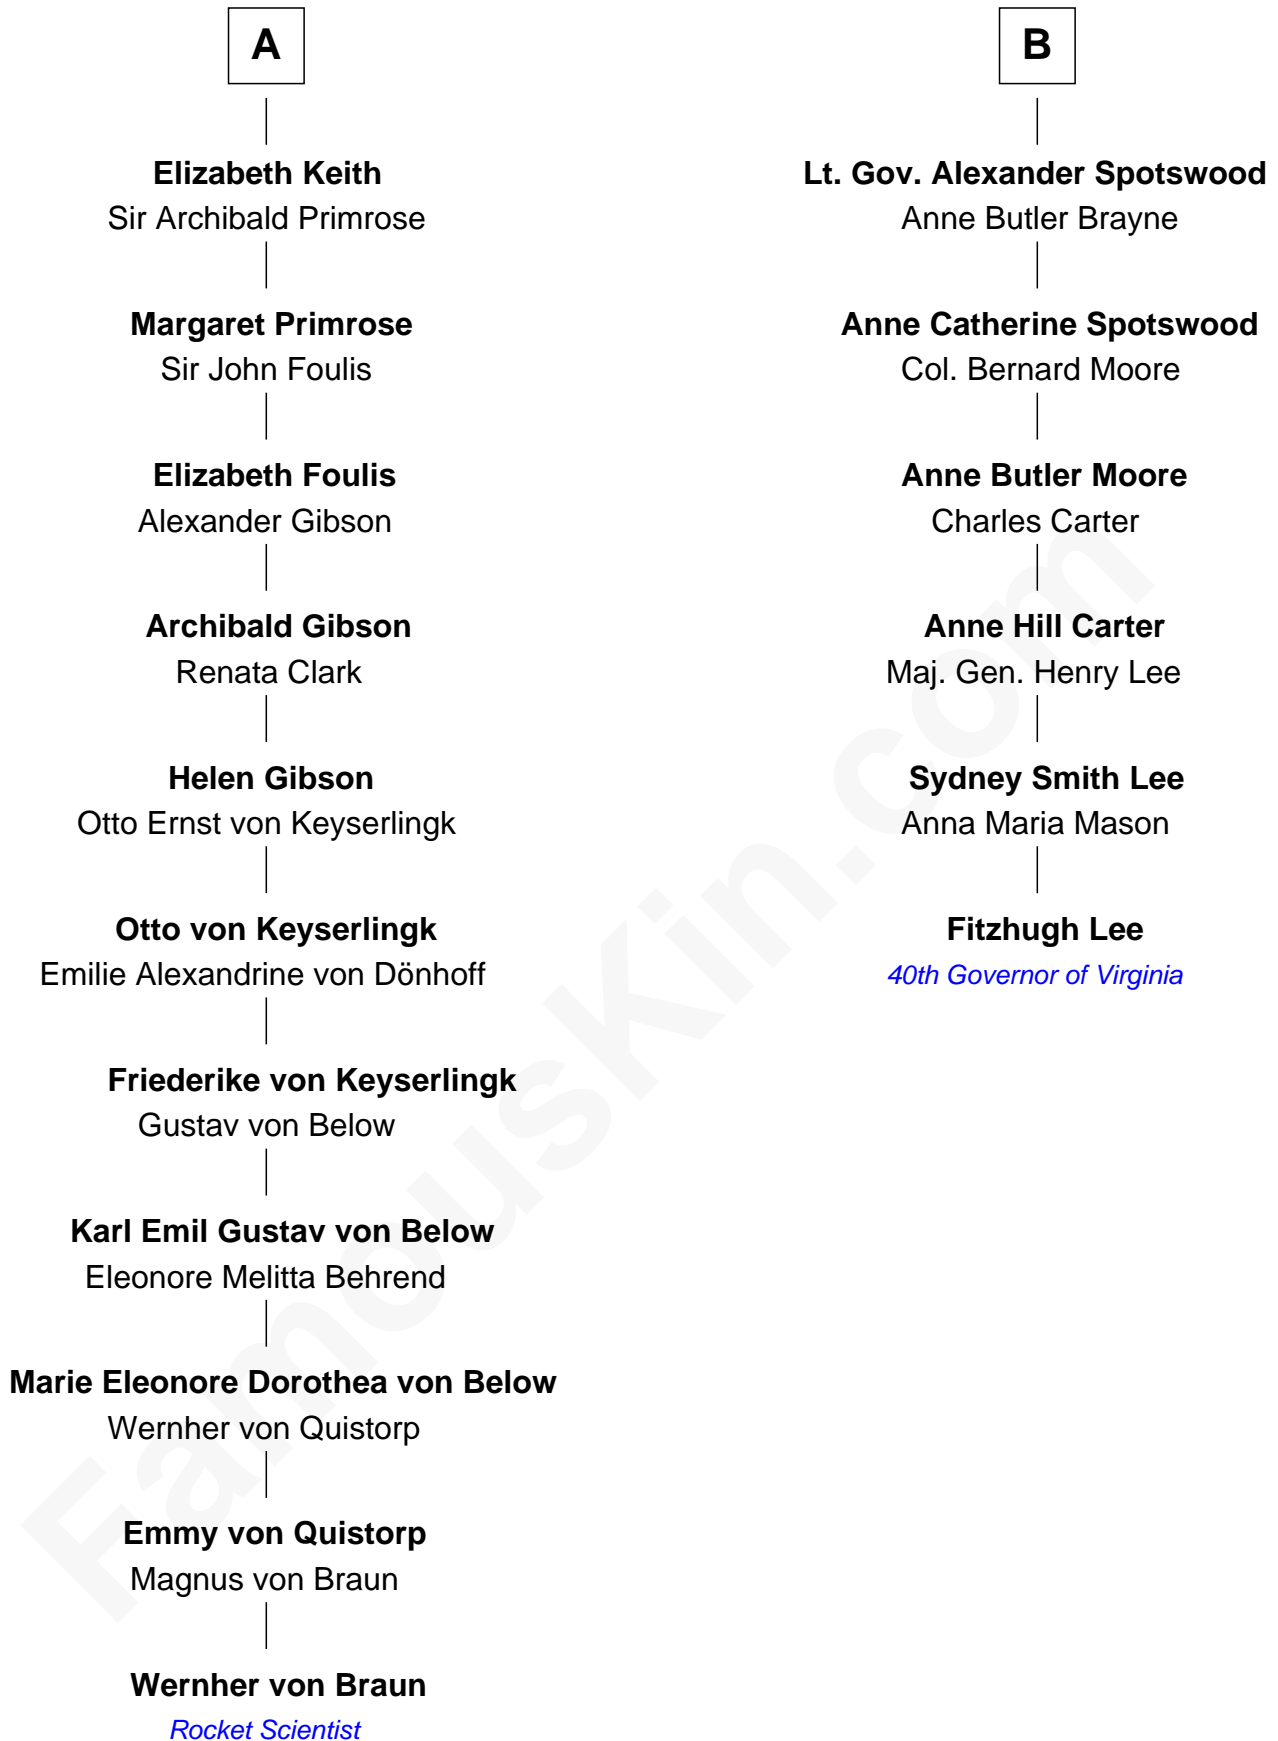 A
Elizabeth Keith
Sir Archibald Primrose
Margaret Primrose
Sir John Foulis
Elizabeth Foulis
Alexander Gibson
Archibald Gibson
Renata Clark
Helen Gibson
Otto Ernst von Keyserlingk
Otto von Keyserlingk
Emilie Alexandrine von Dönhoff
Friederike von Keyserlingk
Gustav von Below
Karl Emil Gustav von Below
Eleonore Melitta Behrend
Marie Eleonore Dorothea von Below
Wernher von Quistorp
Emmy von Quistorp
Magnus von Braun
Wernher von Braun
Rocket Scientist
B
Lt. Gov. Alexander Spotswood
Anne Butler Brayne
Anne Catherine Spotswood
Col. Bernard Moore
Anne Butler Moore
Charles Carter
Anne Hill Carter
Maj. Gen. Henry Lee
Sydney Smith Lee
Anna Maria Mason
Fitzhugh Lee
40th Governor of Virginia
FamousKin.com